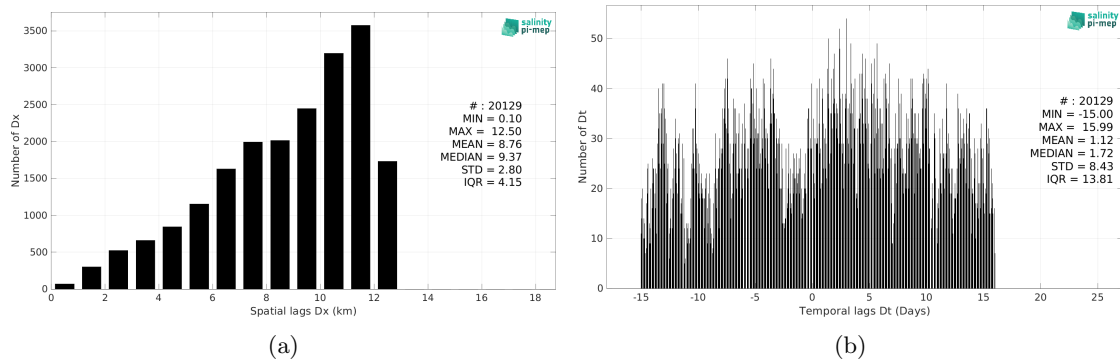 salinity
pi-mep
3500
3000
2500
2000
1500
1000
500
0
Number of Dx
# : 20129
MIN = 0.10
MAX = 12.50
MEAN = 8.76
MEDIAN = 9.37
STD = 2.80
IQR = 4.15
0 2 4 6 8 10 12 14 16 18
Spatial lags Dx (km)
(a)
salinity
pi-mep
50
40
30
20
10
0
Number of Dt
# : 20129
MIN = -15.00
MAX = 15.99
MEAN = 1.12
MEDIAN = 1.72
STD = 8.43
IQR = 13.81
-15 -10 -5 0 5 10 15 20 25
Temporal lags Dt (Days)
(b)